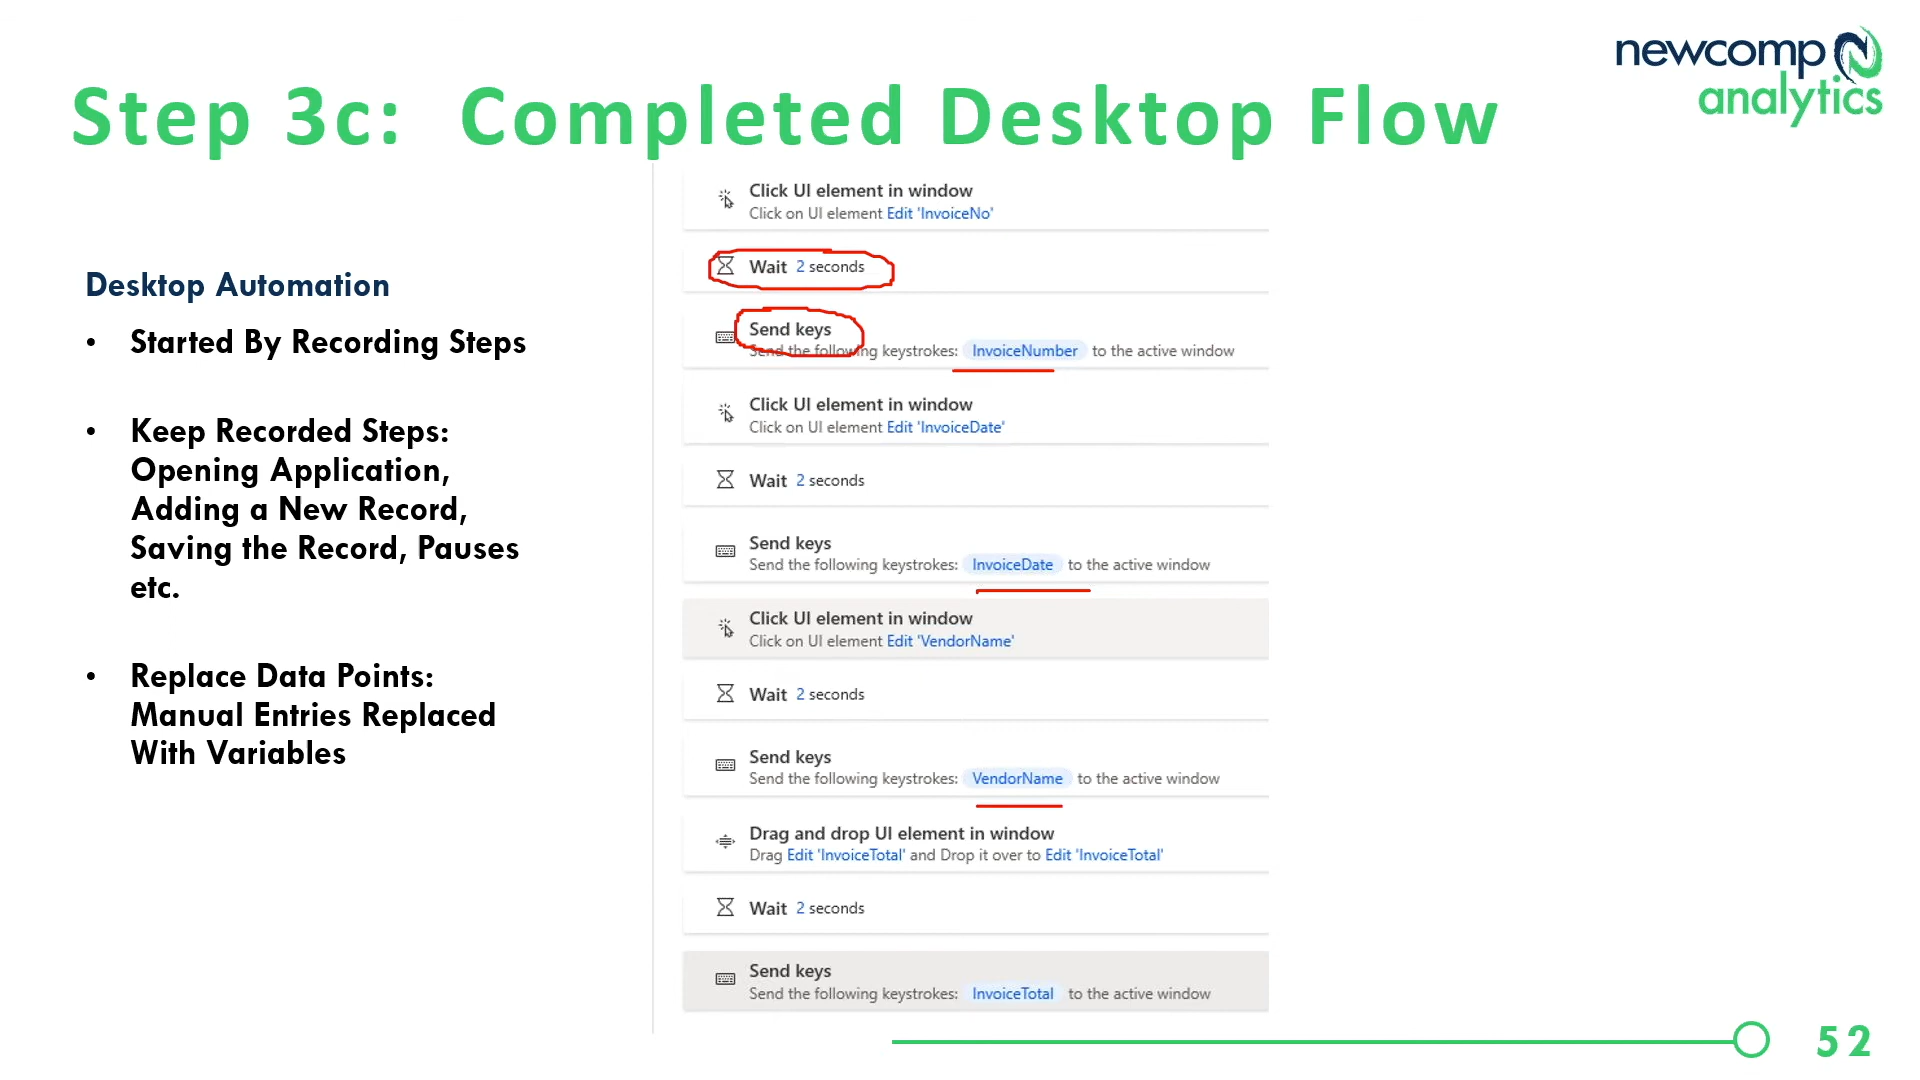 newcomp
analytics
Step 3c: Completed Desktop Flow
Desktop Automation
• Started By Recording Steps
• Keep Recorded Steps:
Opening Application,
Adding a New Record,
Saving the Record, Pauses
etc.
• Replace Data Points:
Manual Entries Replaced
With Variables
Click UI element in window
Click on UI element Edit 'InvoiceNo'
Wait 2 seconds
Send keys
Send the following keystrokes: InvoiceNumber to the active window
Click UI element in window
Click on UI element Edit 'InvoiceDate'
Wait 2 seconds
Send keys
Send the following keystrokes: InvoiceDate to the active window
Click UI element in window
Click on UI element Edit 'VendorName'
Wait 2 seconds
Send keys
Send the following keystrokes: VendorName to the active window
Drag and drop UI element in window
Drag Edit 'InvoiceTotal' and Drop it over to Edit 'InvoiceTotal'
Wait 2 seconds
Send keys
Send the following keystrokes: InvoiceTotal to the active window
52